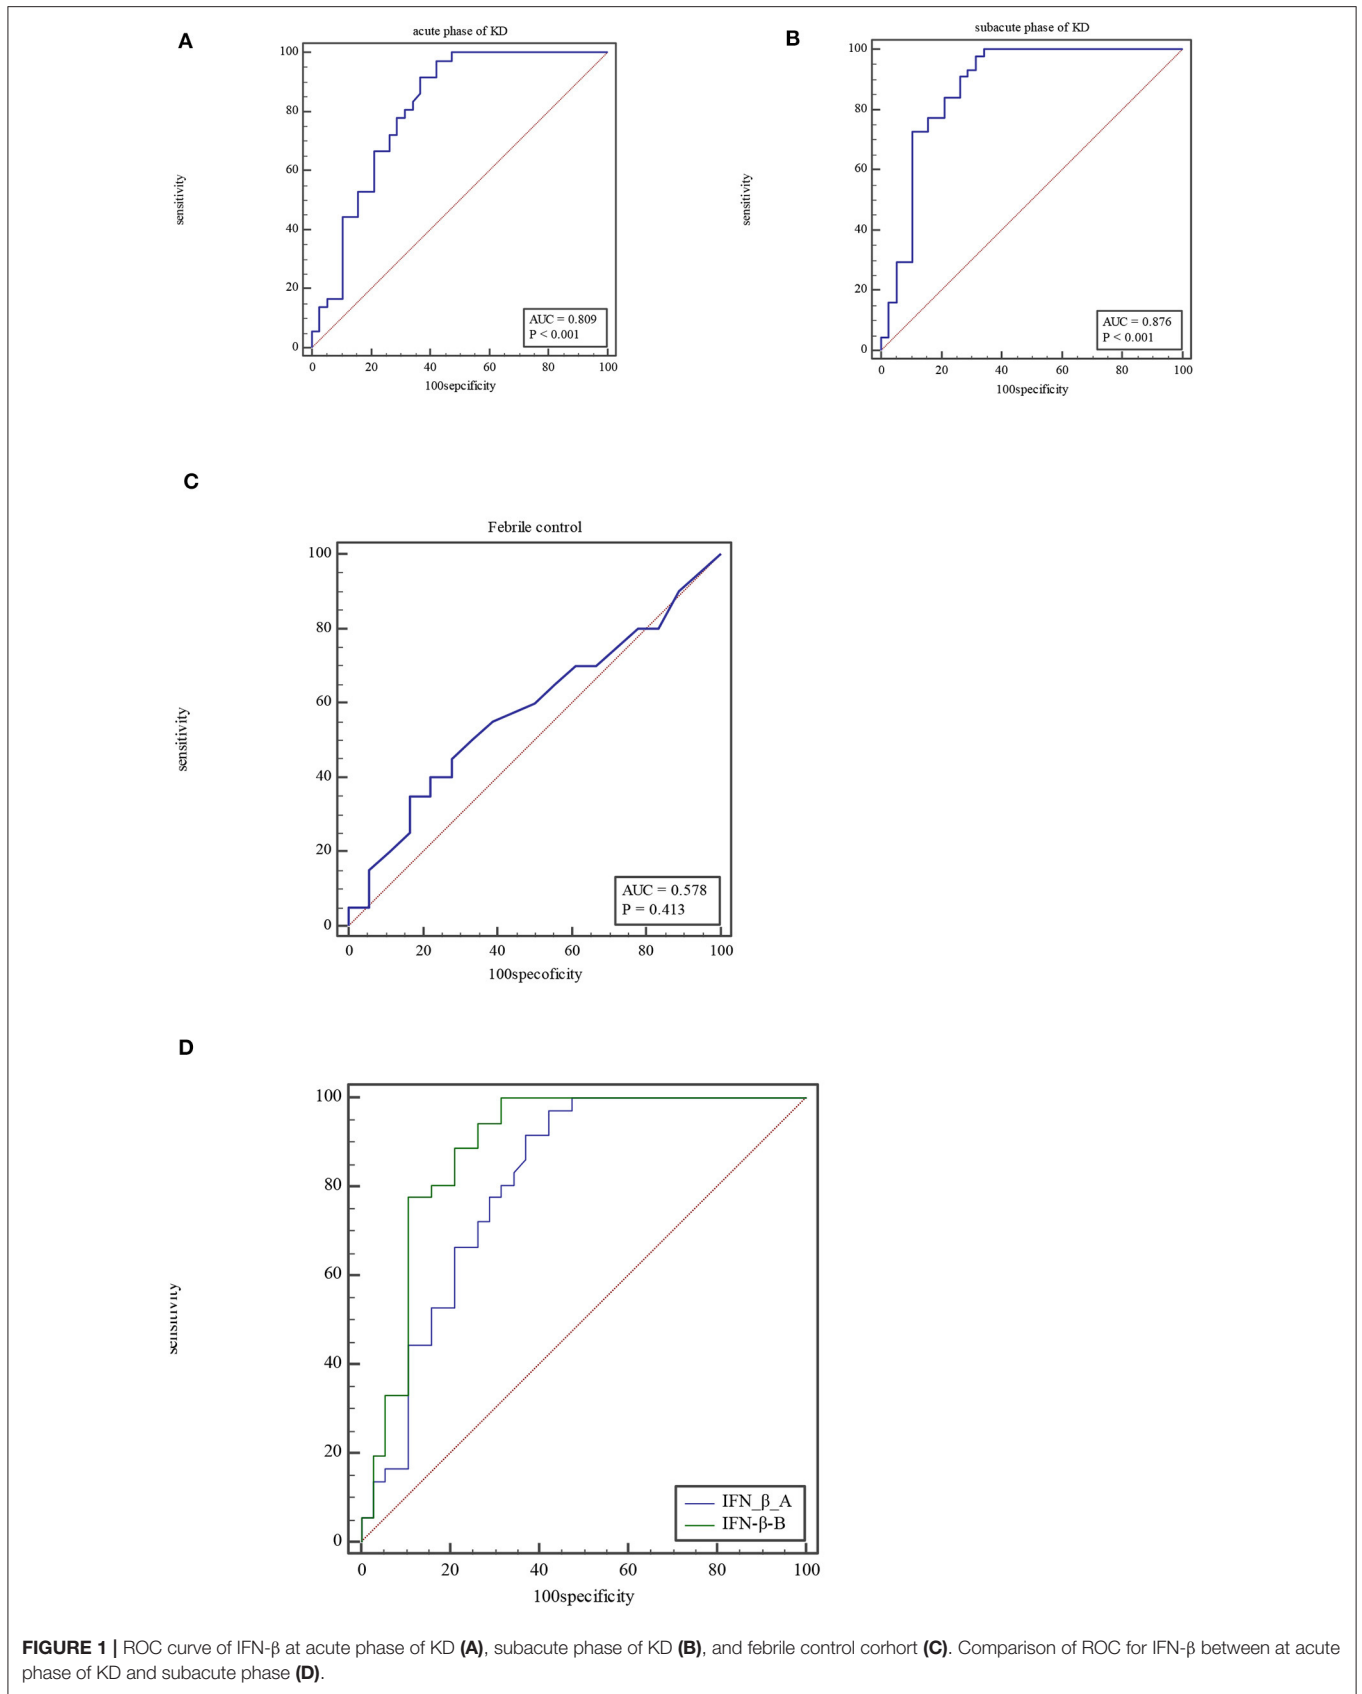 A
acute phase of KD
100
80
60
40
20
0
sensitivity
AUC = 0.809
P < 0.001
0 20 40 60 80 100
100sepcificity
B
subacute phase of KD
100
80
60
40
20
0
sensitivity
AUC = 0.876
P < 0.001
0 20 40 60 80 100
100specificity
C
Febrile control
100
80
60
40
20
0
sensitivity
AUC = 0.578
P = 0.413
0 20 40 60 80 100
100specoficity
D
100
80
60
40
20
0
sensitivity
IFN_β_A
IFN-β-B
0 20 40 60 80 100
100specificity
FIGURE 1 | ROC curve of IFN-β at acute phase of KD (A), subacute phase of KD (B), and febrile control corhort (C). Comparison of ROC for IFN-β between at acute
phase of KD and subacute phase (D).